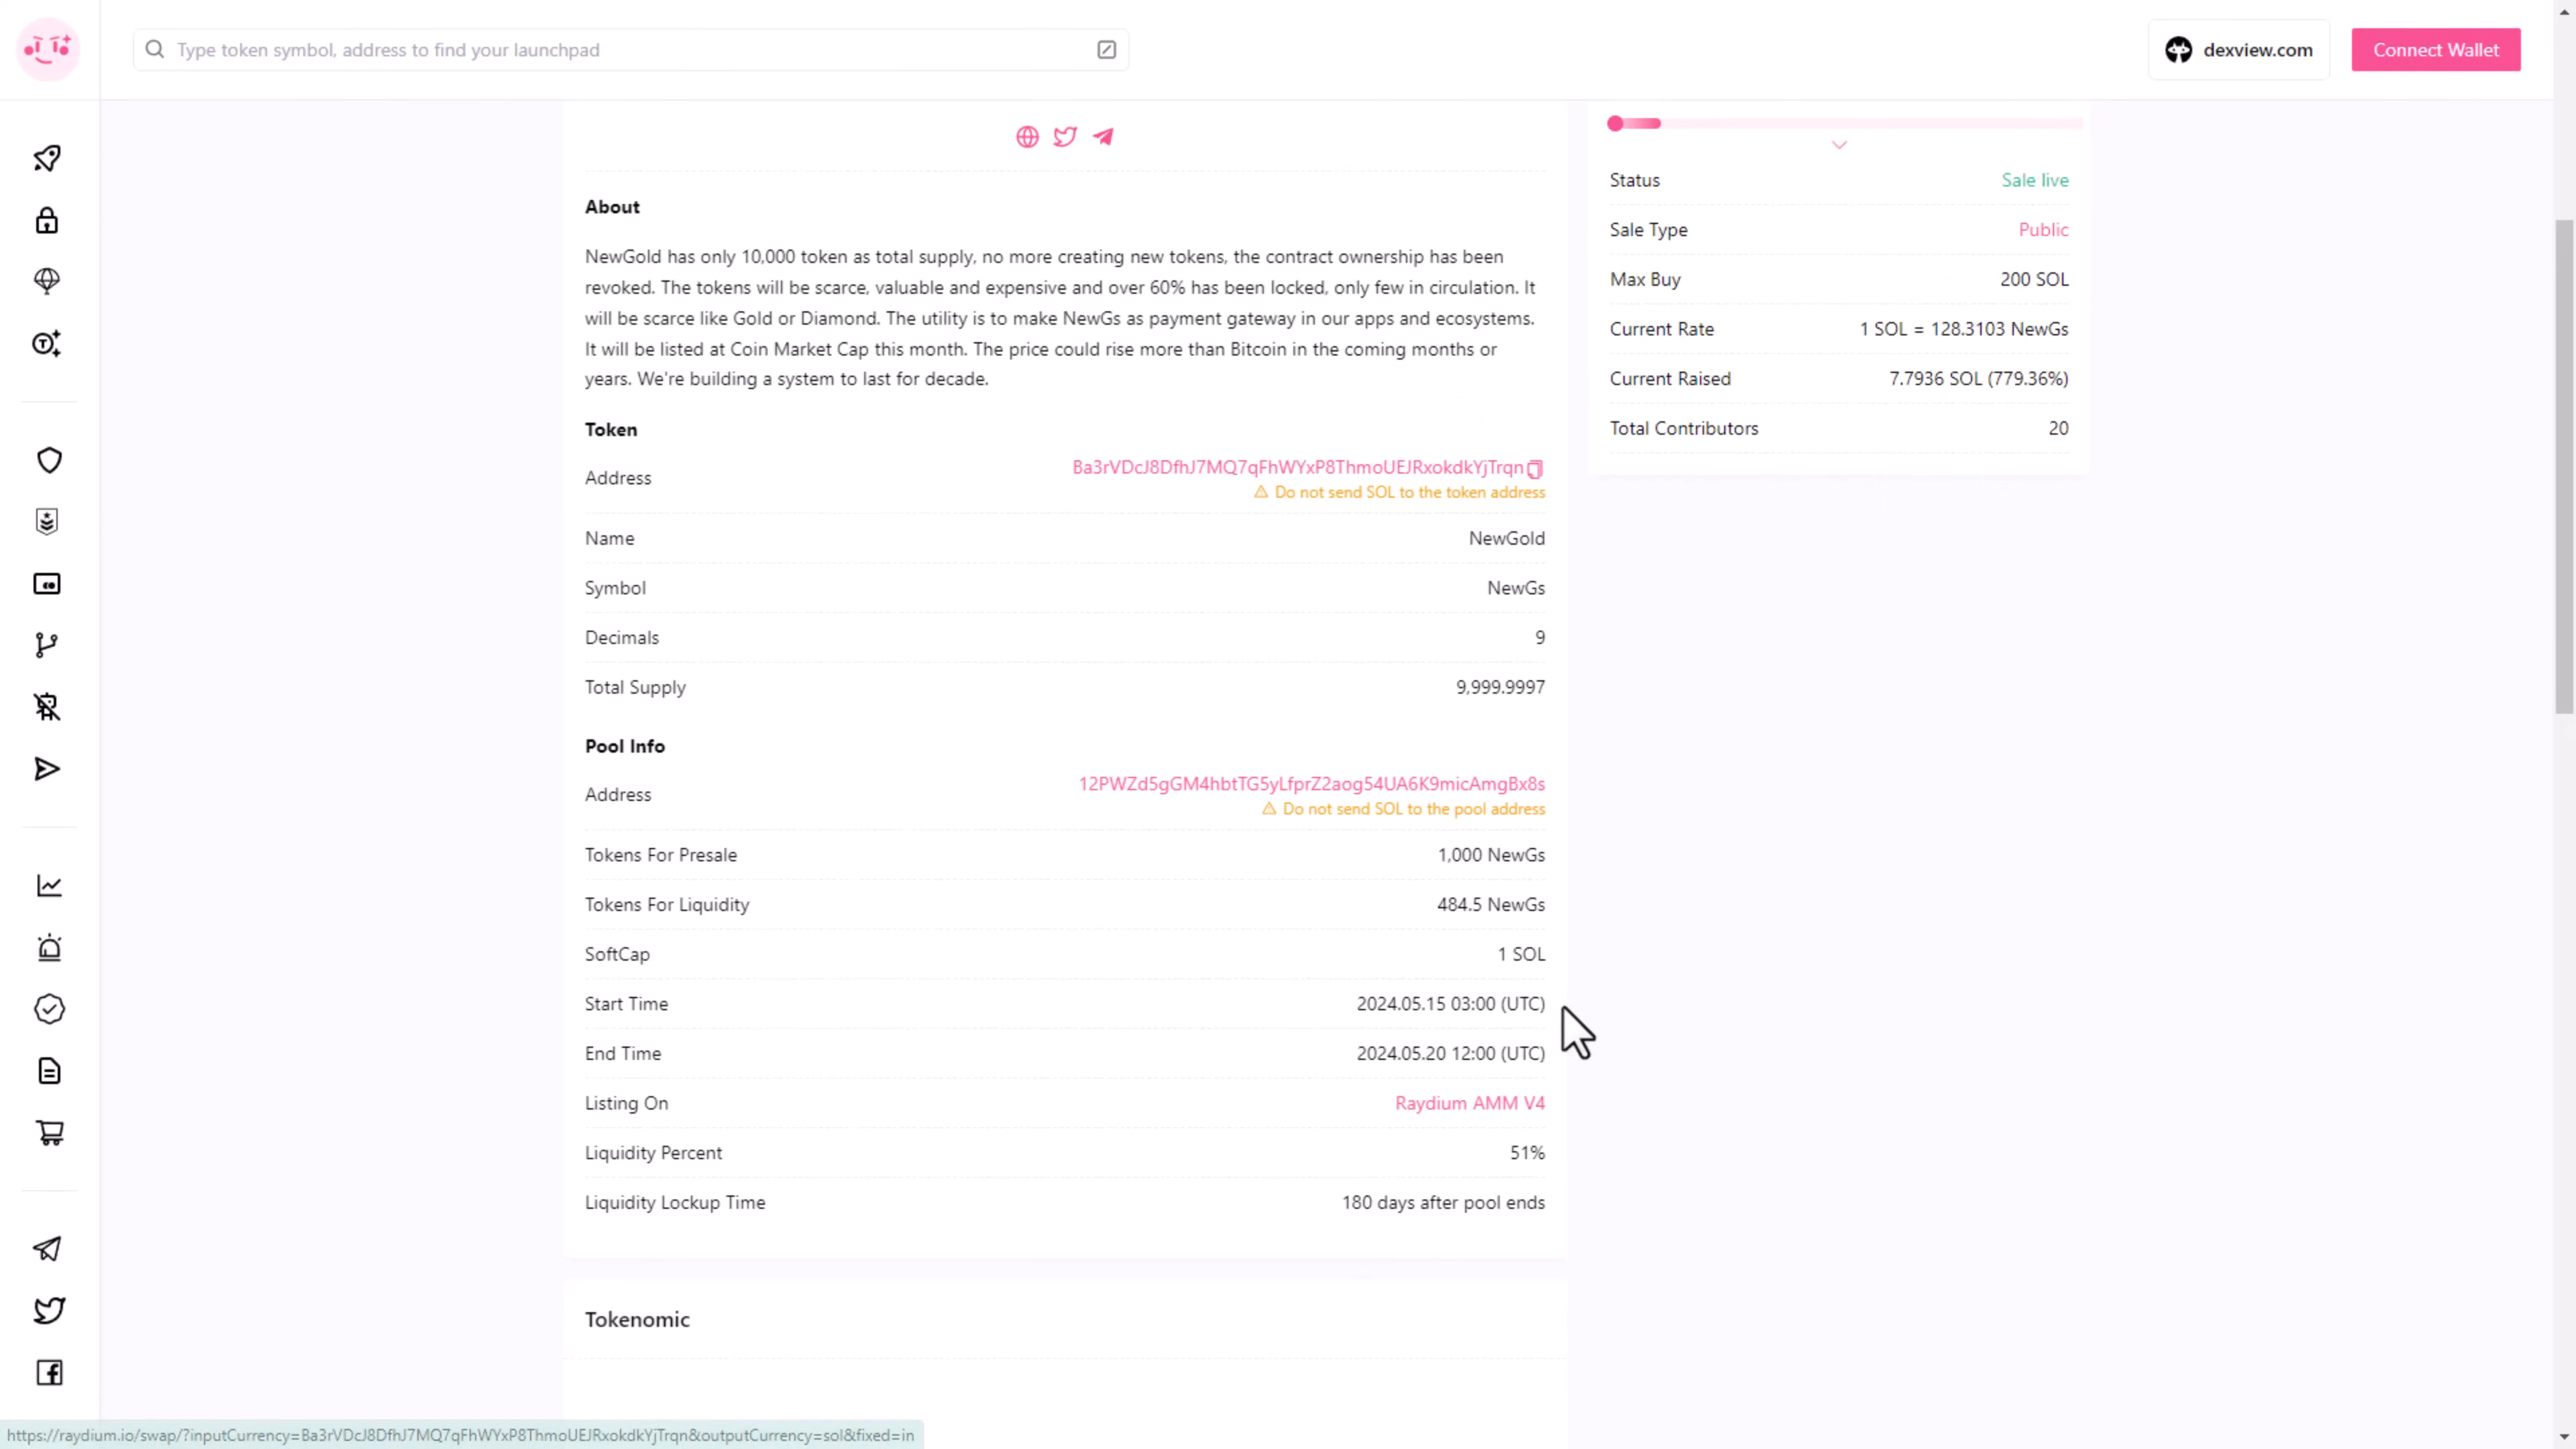 Type token symbol, address to find your launchpad
dexview.com
Connect Wallet
About
NewGold has only 10,000 token as total supply, no more creating new tokens, the contract ownership has been
revoked. The tokens will be scarce, valuable and expensive and over 60% has been locked, only few in circulation. It
will be scarce like Gold or Diamond. The utility is to make NewGs as payment gateway in our apps and ecosystems.
It will be listed at Coin Market Cap this month. The price could rise more than Bitcoin in the coming months or
years. We're building a system to last for decade.
Token
Address
Ba3rVDcJ8DfhJ7MQ7qFhWYxP8ThmoUEJRxokdkYjTrqn
Do not send SOL to the token address
Name NewGold
Symbol NewGs
Decimals 9
Total Supply 9,999.9997
Pool Info
Address
12PWZd5gGM4hbtTG5yLfprZ2aog54UA6K9micAmgBx8s
Do not send SOL to the pool address
Tokens For Presale 1,000 NewGs
Tokens For Liquidity 484.5 NewGs
SoftCap 1 SOL
Start Time 2024.05.15 03:00 (UTC)
End Time 2024.05.20 12:00 (UTC)
Listing On Raydium AMM V4
Liquidity Percent 51%
Liquidity Lockup Time 180 days after pool ends
Tokenomic
Status Sale live
Sale Type Public
Max Buy 200 SOL
Current Rate 1 SOL = 128.3103 NewGs
Current Raised 7.7936 SOL (779.36%)
Total Contributors 20
https://raydium.io/swap/?inputCurrency=Ba3rVDcJ8DfhJ7MQ7qFhWYxP8ThmoUEJRxokdkYjTrqn&outputCurrency=sol&fixed=in